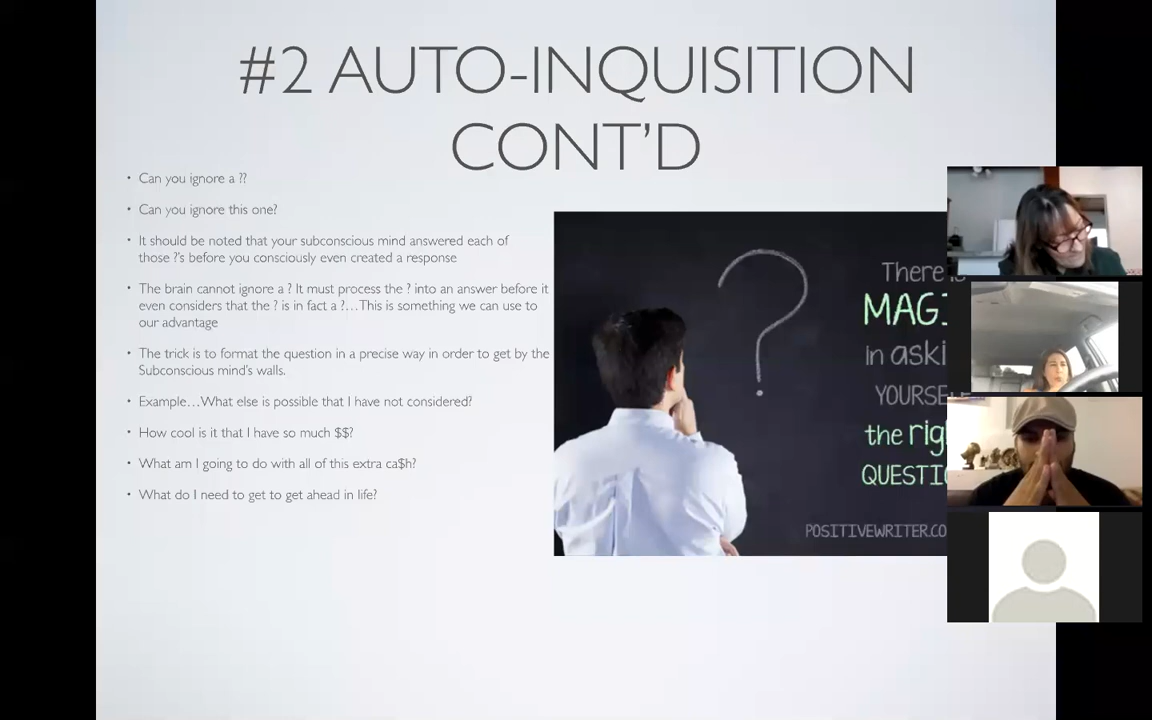 #2 AUTO-INQUISITION
CONT'D
• Can you ignore a ??
• Can you ignore this one?
• It should be noted that your subconscious mind answered each of
those ?'s before you consciously even created a response
• The brain cannot ignore a ? It must process the ? into an answer before it
even considers that the ? is in fact a ?…This is something we can use to
our advantage
• The trick is to format the question in a precise way in order to get by the
Subconscious mind's walls.
• Example…What else is possible that I have not considered?
• How cool is it that I have so much $$?
• What am I going to do with all of this extra ca$h?
• What do I need to get to get ahead in life?
There
MAGI
In aski
YOURSE
the rig
QUESTI
POSITIVEWRITER.CO